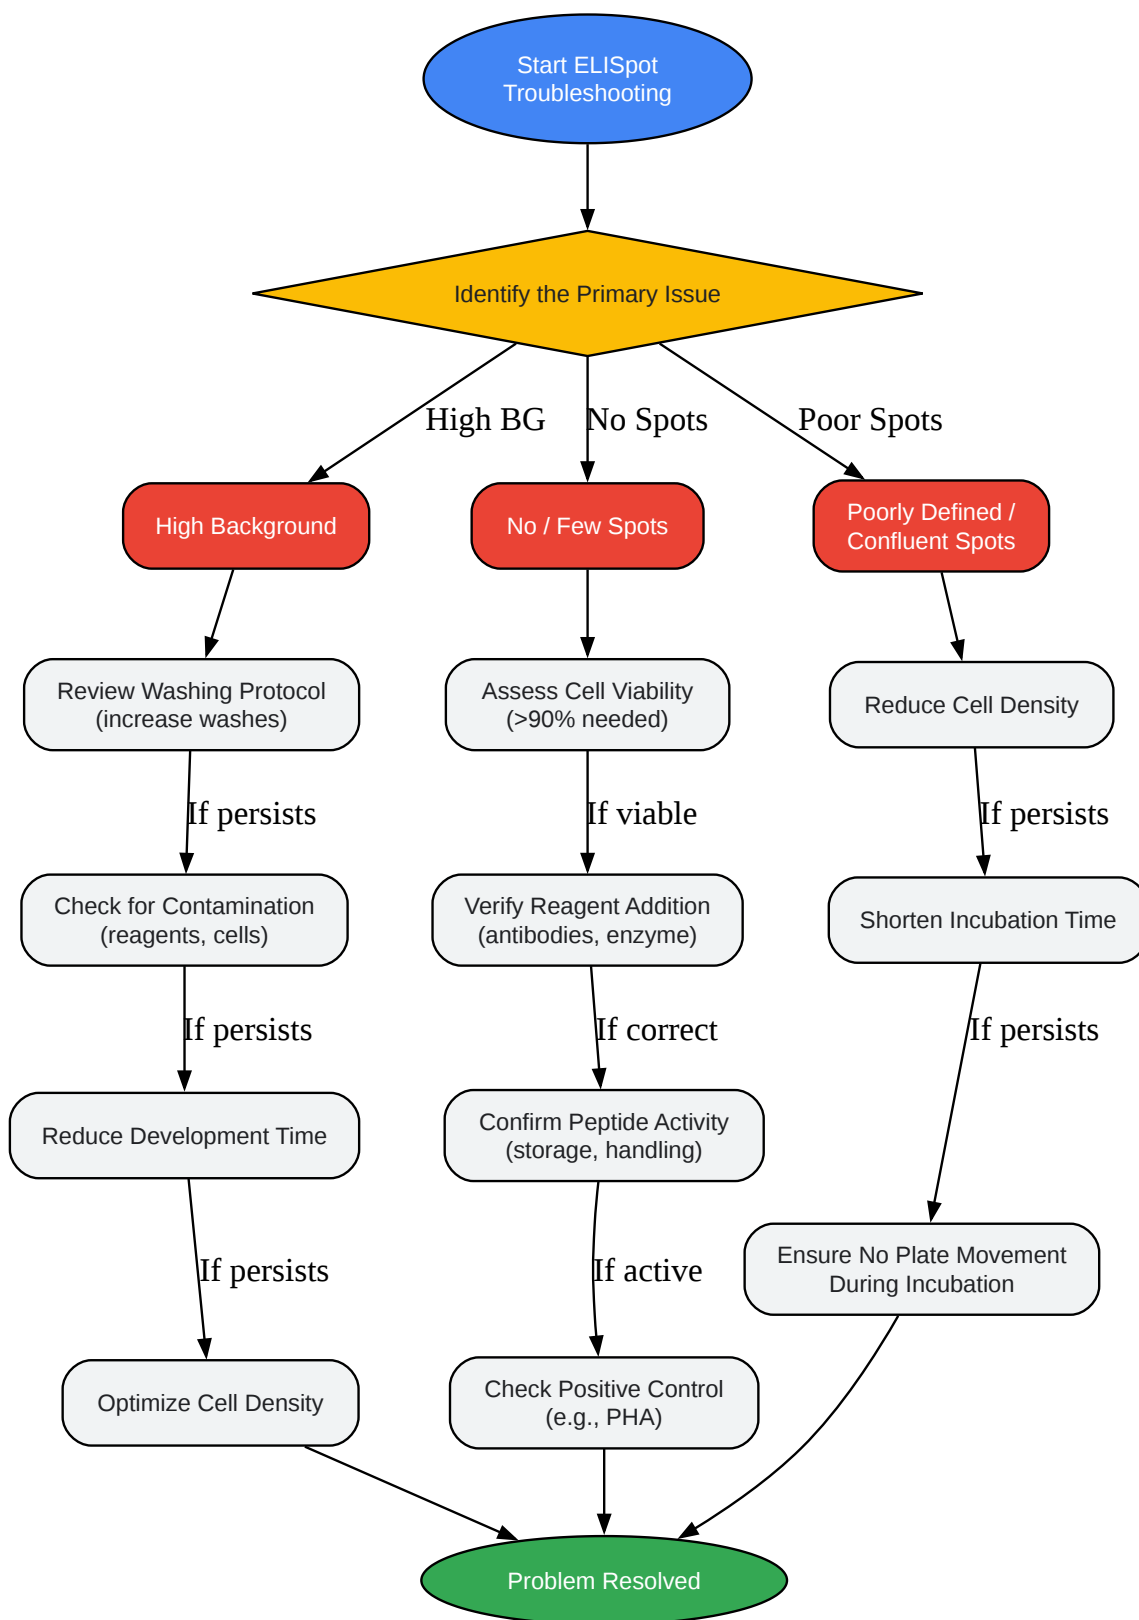 Start ELISpot
Troubleshooting
Identify the Primary Issue
High BG
No Spots
Poor Spots
High Background
No / Few Spots
Poorly Defined /
Confluent Spots
Review Washing Protocol
(increase washes)
Assess Cell Viability
(>90% needed)
Reduce Cell Density
If persists
If viable
If persists
Check for Contamination
(reagents, cells)
Verify Reagent Addition
(antibodies, enzyme)
Shorten Incubation Time
If persists
If correct
If persists
Reduce Development Time
Confirm Peptide Activity
(storage, handling)
If persists
If active
Ensure No Plate Movement
During Incubation
Optimize Cell Density
Check Positive Control
(e.g., PHA)
Problem Resolved